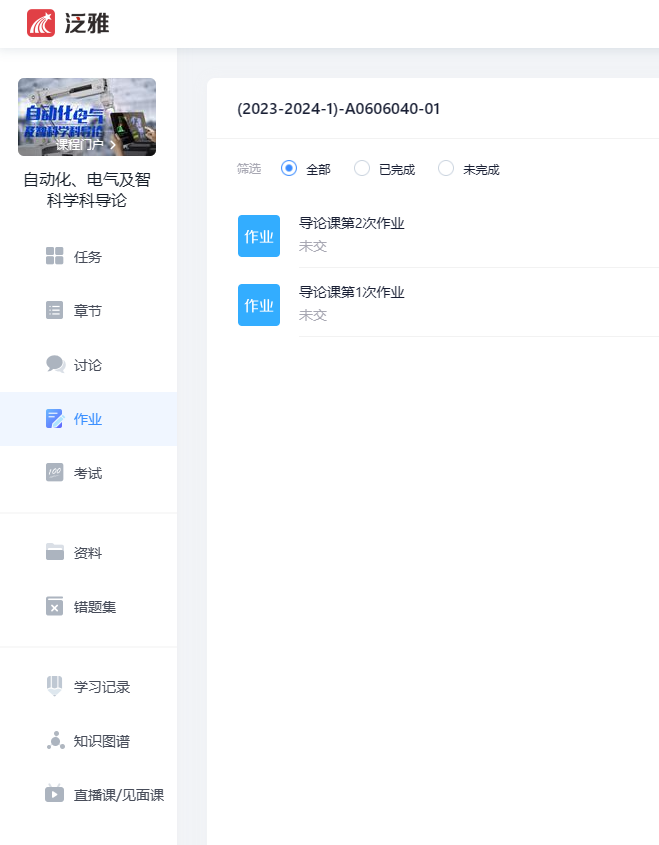 泛雅
自动化电气
及智科学科导论
课程门户
自动化、电气及智
科学科导论
任务
章节
讨论
作业
考试
资料
错题集
学习记录
知识图谱
直播课/见面课
(2023-2024-1)-A0606040-01
筛选 全部 已完成 未完成
作业 导论课第2次作业
未交
作业 导论课第1次作业
未交